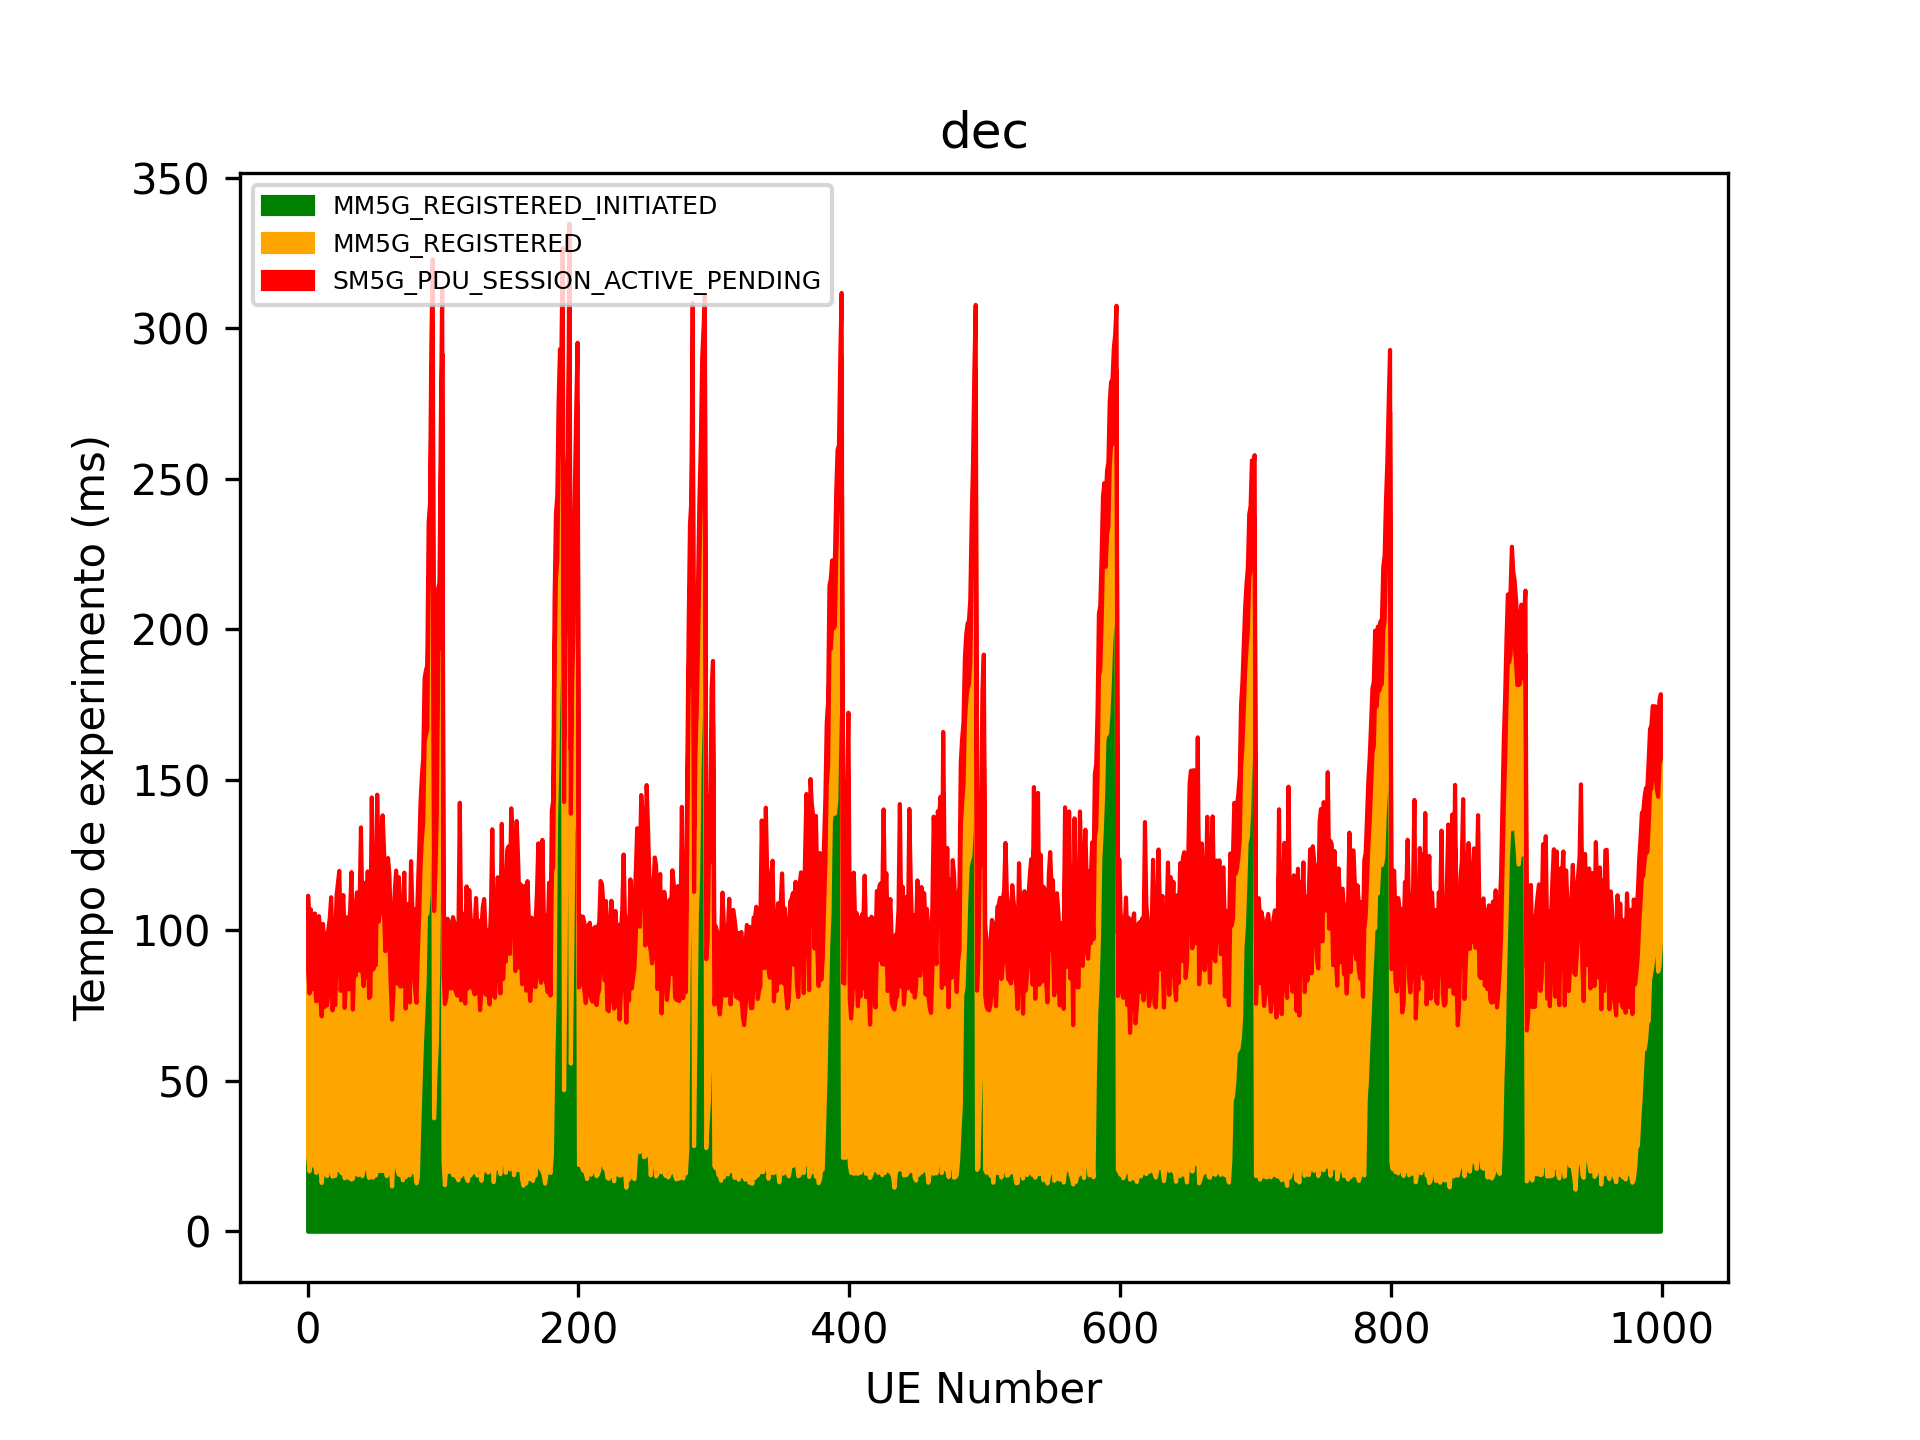 dec
350
300
250
200
150
100
50
0
Tempo de experimento (ms)
MM5G_REGISTERED_INITIATED
MM5G_REGISTERED
SM5G_PDU_SESSION_ACTIVE_PENDING
0 200 400 600 800 1000
UE Number